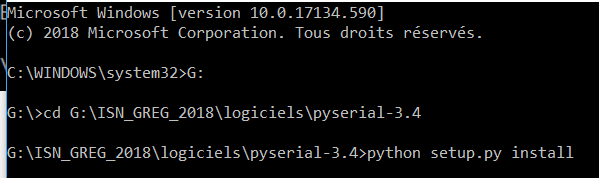 Microsoft Windows [version 10.0.17134.590]
(c) 2018 Microsoft Corporation. Tous droits réservés.
C:\WINDOWS\system32>G:
G:\>cd G:\ISN_GREG_2018\logiciels\pyserial-3.4
G:\ISN_GREG_2018\logiciels\pyserial-3.4>python setup.py install